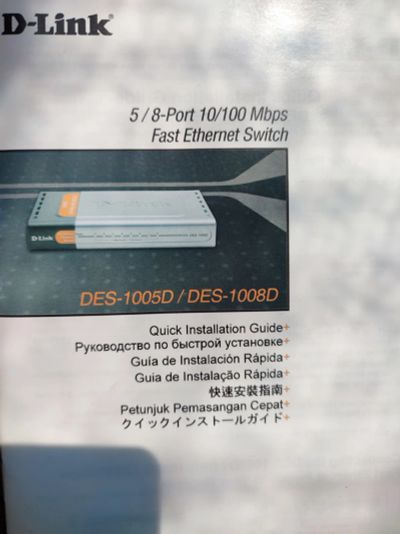 D-Link
5 / 8-Port 10/100 Mbps
Fast Ethernet Switch
D-Link
DES-1005D / DES-1008D
Quick Installation Guide+
Руководство по быстрой установке+
Guía de Instalación Rápida+
Guia de Instalação Rápida+
快速安裝指南+
Petunjuk Pemasangan Cepat+
クイックインストールガイド+